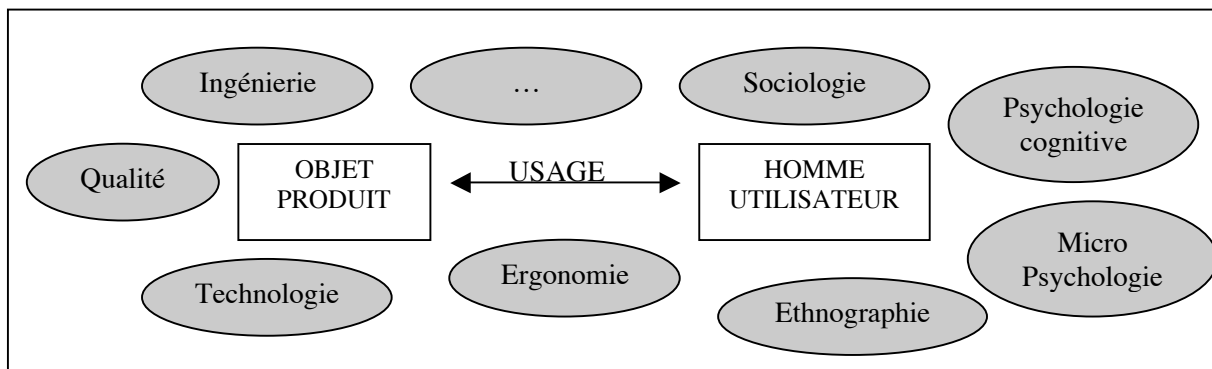 Ingénierie
…
Sociologie
Psychologie
cognitive
Qualité
OBJET
PRODUIT
USAGE
HOMME
UTILISATEUR
Micro
Psychologie
Technologie
Ergonomie
Ethnographie